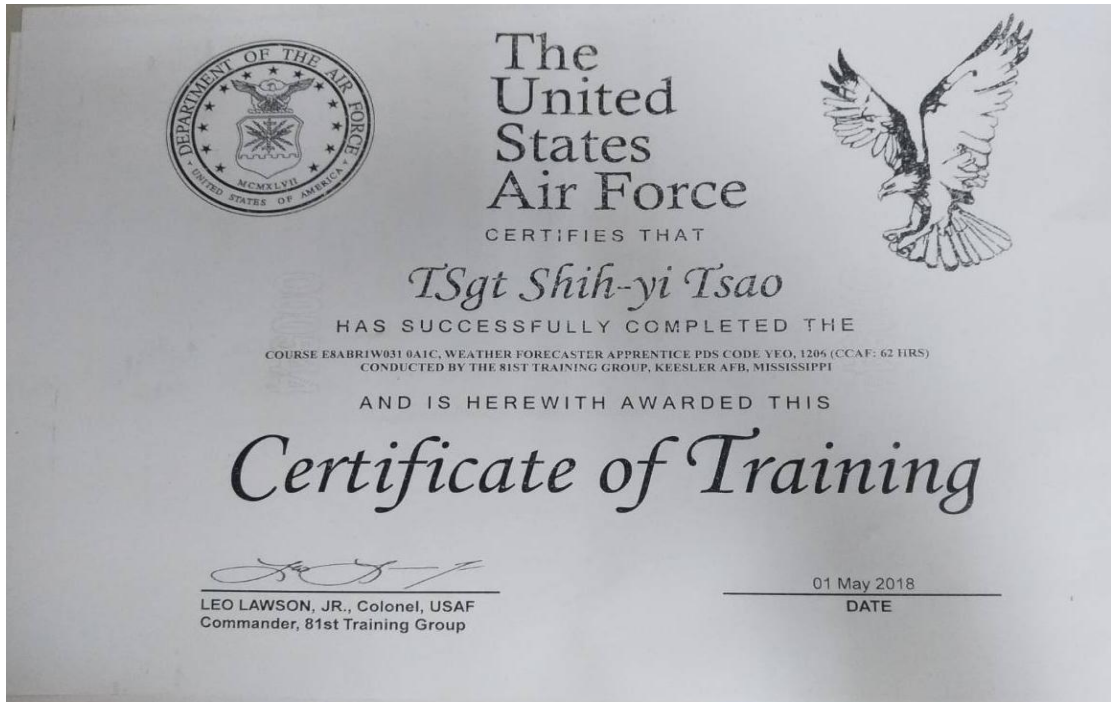 DEPARTMENT OF THE AIR FORCE
MCMXLVII
UNITED STATES OF AMERICA
The
United
States
Air Force
CERTIFIES THAT
TSgt Shih-yi Tsao
HAS SUCCESSFULLY COMPLETED THE
COURSE E8ABR1W031 0A1C, WEATHER FORECASTER APPRENTICE PDS CODE YEO, 1206 (CCAF: 62 HRS)
CONDUCTED BY THE 81ST TRAINING GROUP, KEESLER AFB, MISSISSIPPI
AND IS HEREWITH AWARDED THIS
Certificate of Training
LEO LAWSON, JR., Colonel, USAF
Commander, 81st Training Group
01 May 2018
DATE